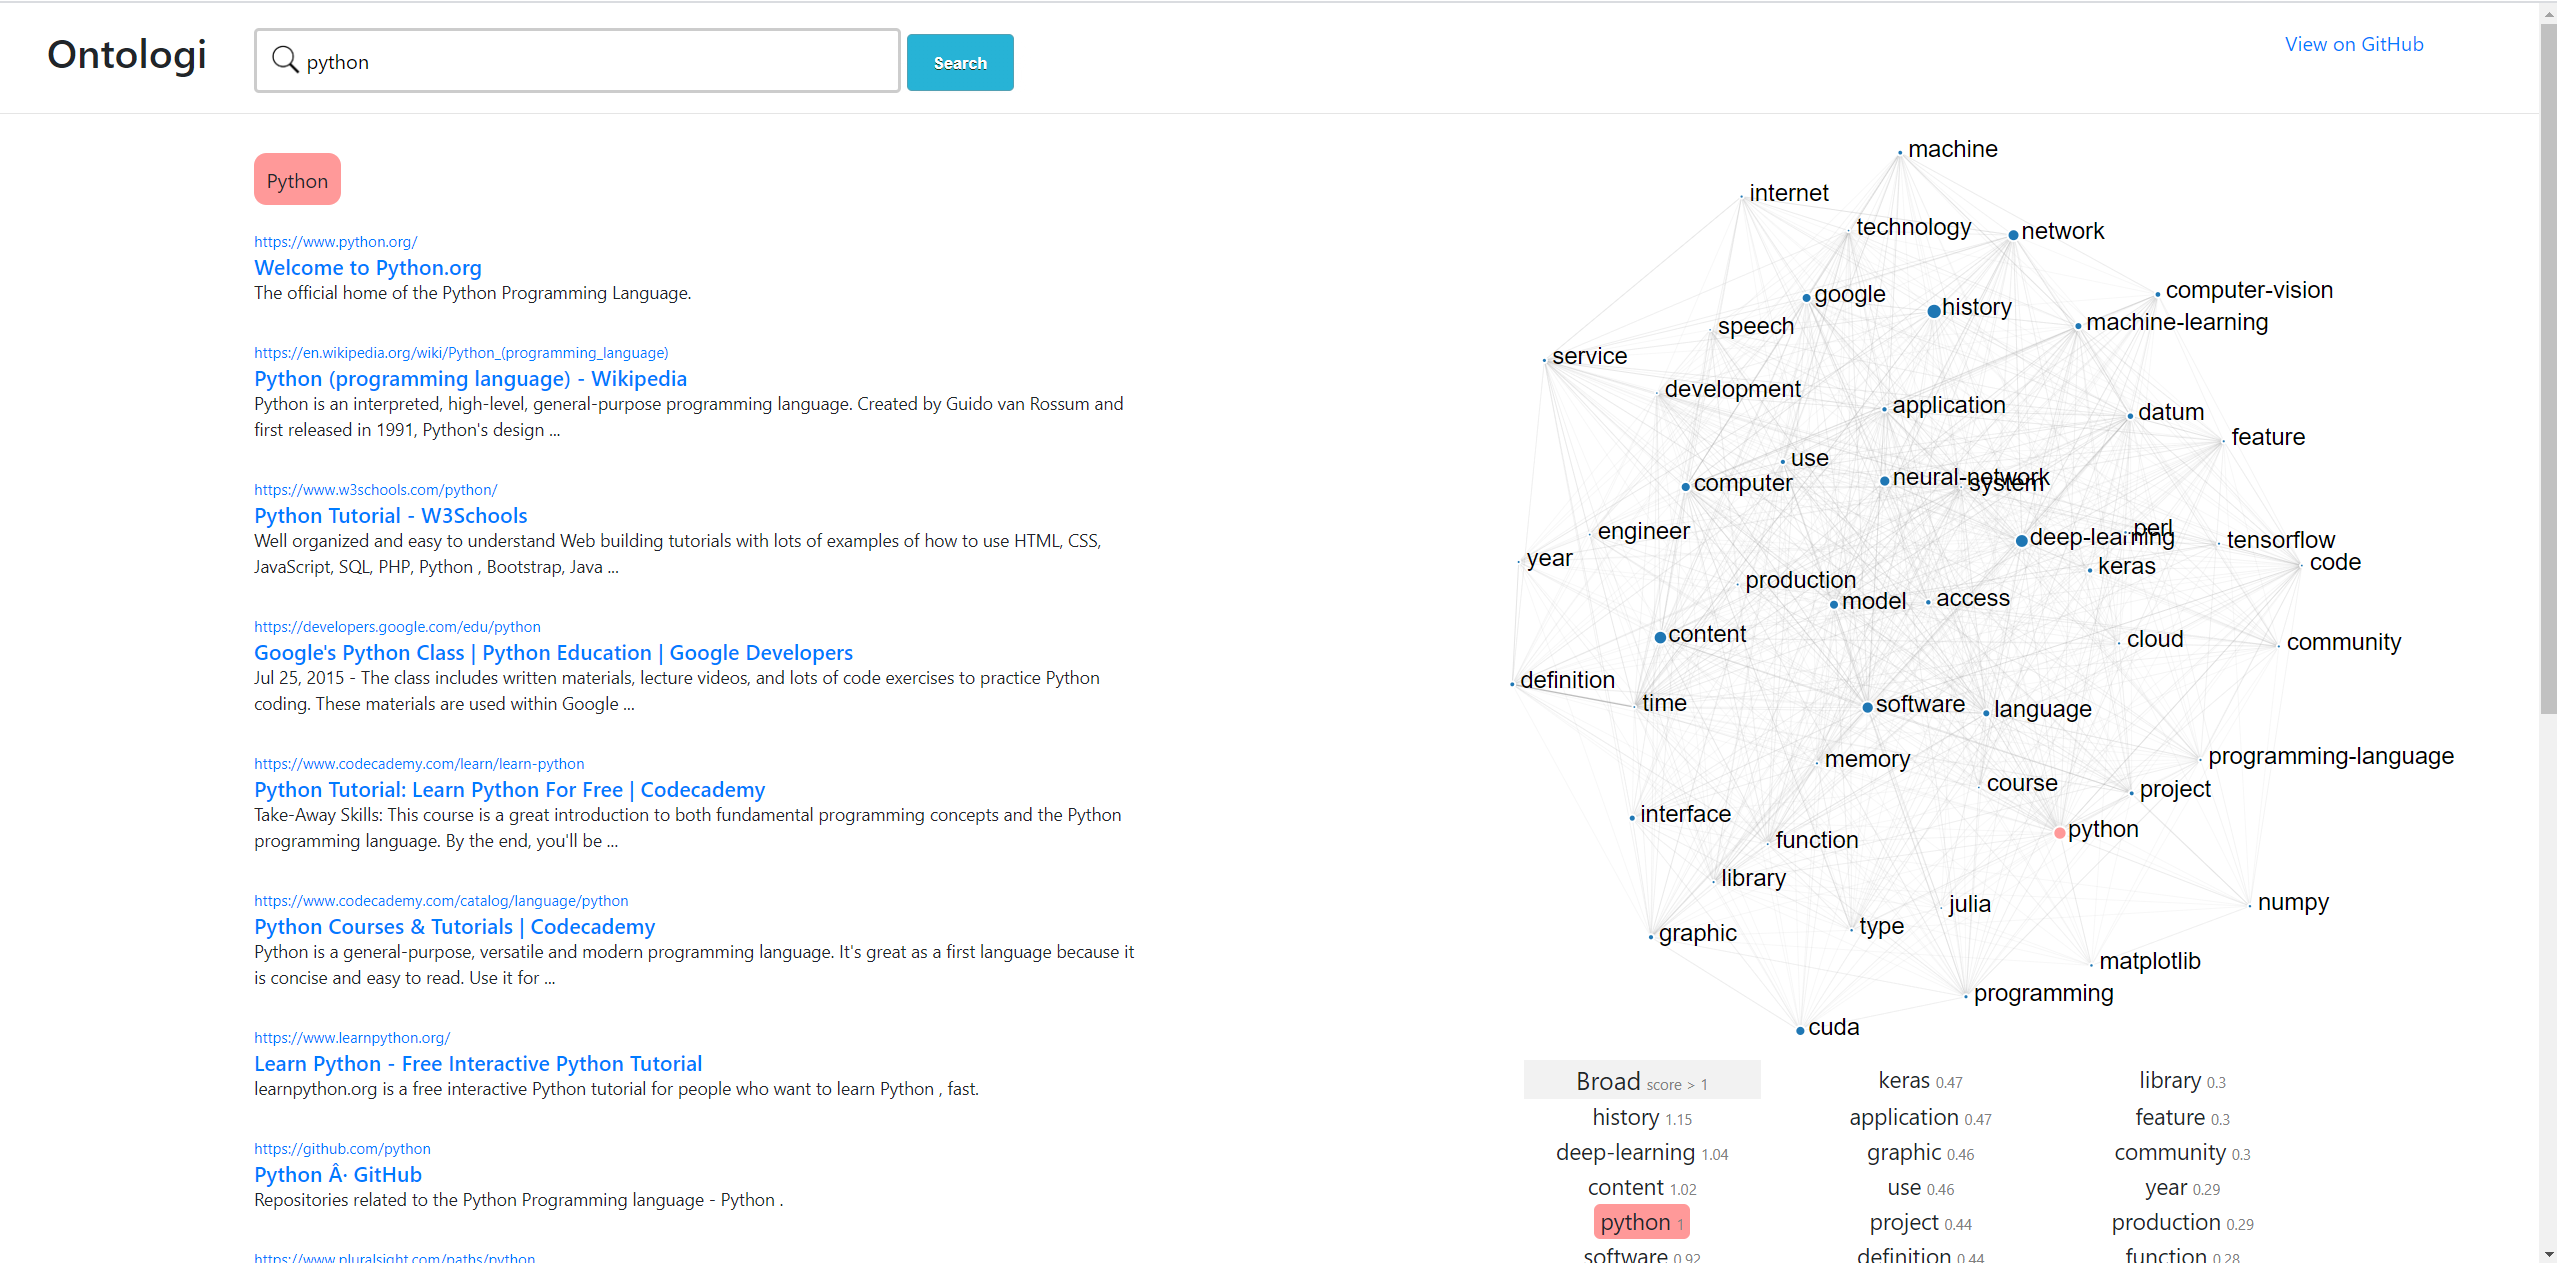 Ontologi
python
Search
View on GitHub
Python
https://www.python.org/
Welcome to Python.org
The official home of the Python Programming Language.
https://en.wikipedia.org/wiki/Python_(programming_language)
Python (programming language) - Wikipedia
Python is an interpreted, high-level, general-purpose programming language. Created by Guido van Rossum and
first released in 1991, Python's design ...
https://www.w3schools.com/python/
Python Tutorial - W3Schools
Well organized and easy to understand Web building tutorials with lots of examples of how to use HTML, CSS,
JavaScript, SQL, PHP, Python , Bootstrap, Java ...
https://developers.google.com/edu/python
Google's Python Class | Python Education | Google Developers
Jul 25, 2015 - The class includes written materials, lecture videos, and lots of code exercises to practice Python
coding. These materials are used within Google ...
https://www.codecademy.com/learn/learn-python
Python Tutorial: Learn Python For Free | Codecademy
Take-Away Skills: This course is a great introduction to both fundamental programming concepts and the Python
programming language. By the end, you'll be ...
https://www.codecademy.com/catalog/language/python
Python Courses & Tutorials | Codecademy
Python is a general-purpose, versatile and modern programming language. It's great as a first language because it
is concise and easy to read. Use it for ...
https://www.learnpython.org/
Learn Python - Free Interactive Python Tutorial
learnpython.org is a free interactive Python tutorial for people who want to learn Python , fast.
https://github.com/python
Python Â· GitHub
Repositories related to the Python Programming language - Python .
https://www.pluralsight.com/paths/python
machine
internet
technology
network
computer-vision
google
history
machine-learning
speech
service
development
application
datum
feature
use
neural-network
system
computer
perl
engineer
deep-learning
tensorflow
year
code
keras
production
model
access
content
cloud
community
definition
time
software
language
programming-language
memory
course
project
interface
python
function
library
julia
numpy
type
graphic
matplotlib
programming
cuda
Broad score > 1
history 1.15
deep-learning 1.04
content 1.02
python 1
software 0.92
keras 0.47
application 0.47
graphic 0.46
use 0.46
project 0.44
definition 0.44
library 0.3
feature 0.3
community 0.3
year 0.29
production 0.29
function 0.28